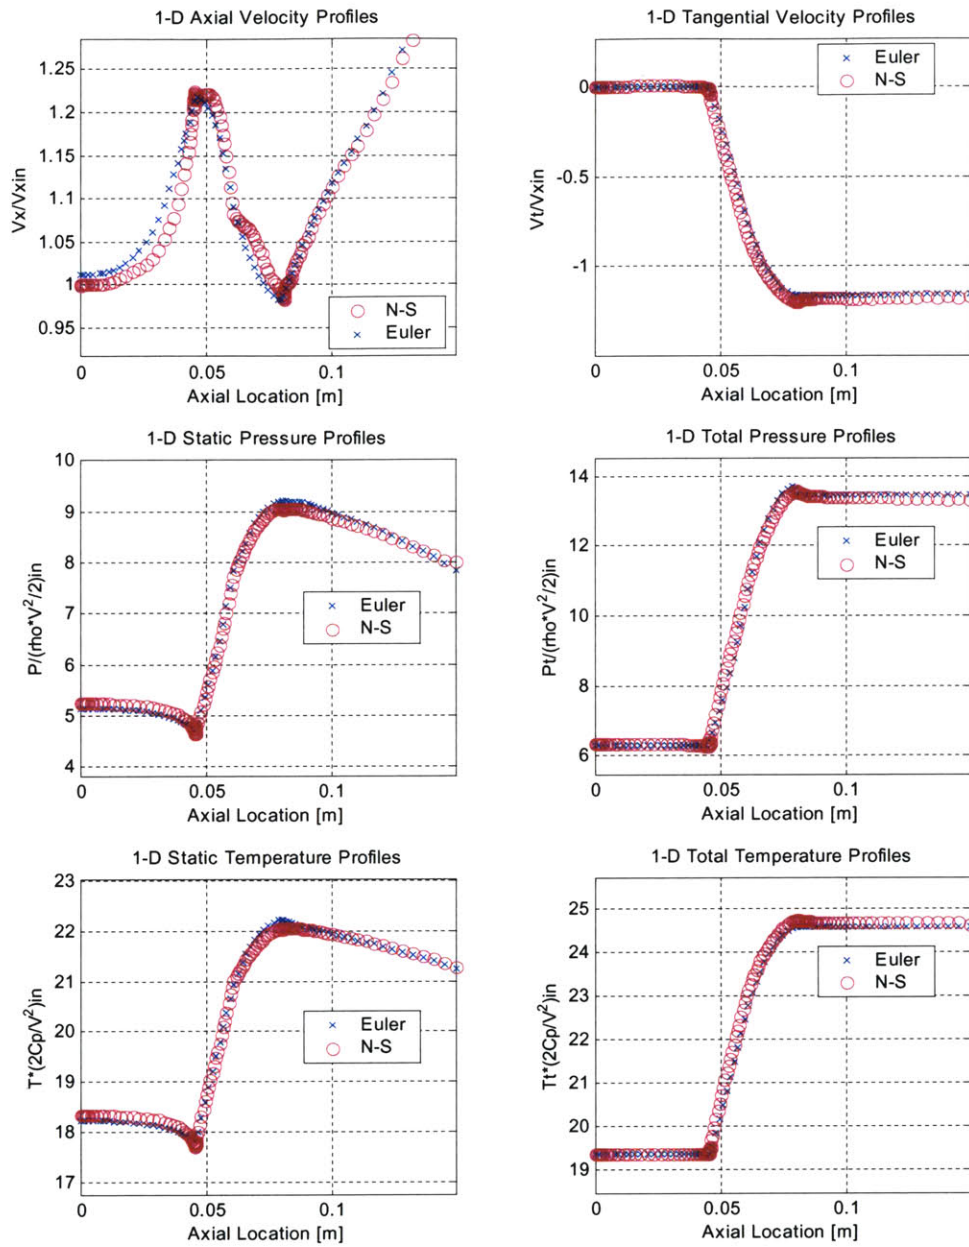 1-D Axial Velocity Profiles
1.25
1.2
1.15
1.1
1.05
1
0.95
Vx/Vxin
N-S
Euler
0
0.05
0.1
Axial Location [m]
1-D Tangential Velocity Profiles
0
-0.5
-1
Vt/Vxin
Euler
N-S
0
0.05
0.1
Axial Location [m]
1-D Static Pressure Profiles
10
9
8
7
6
5
4
P/(rho*V^2/2)in
Euler
N-S
0
0.05
0.1
Axial Location [m]
1-D Total Pressure Profiles
14
12
10
8
6
Pt/(rho*V^2/2)in
Euler
N-S
0
0.05
0.1
Axial Location [m]
1-D Static Temperature Profiles
23
22
21
20
19
18
17
T*(2Cp/V^2)in
Euler
N-S
0
0.05
0.1
Axial Location [m]
1-D Total Temperature Profiles
25
24
23
22
21
20
19
Tt*(2Cp/V^2)in
Euler
N-S
0
0.05
0.1
Axial Location [m]